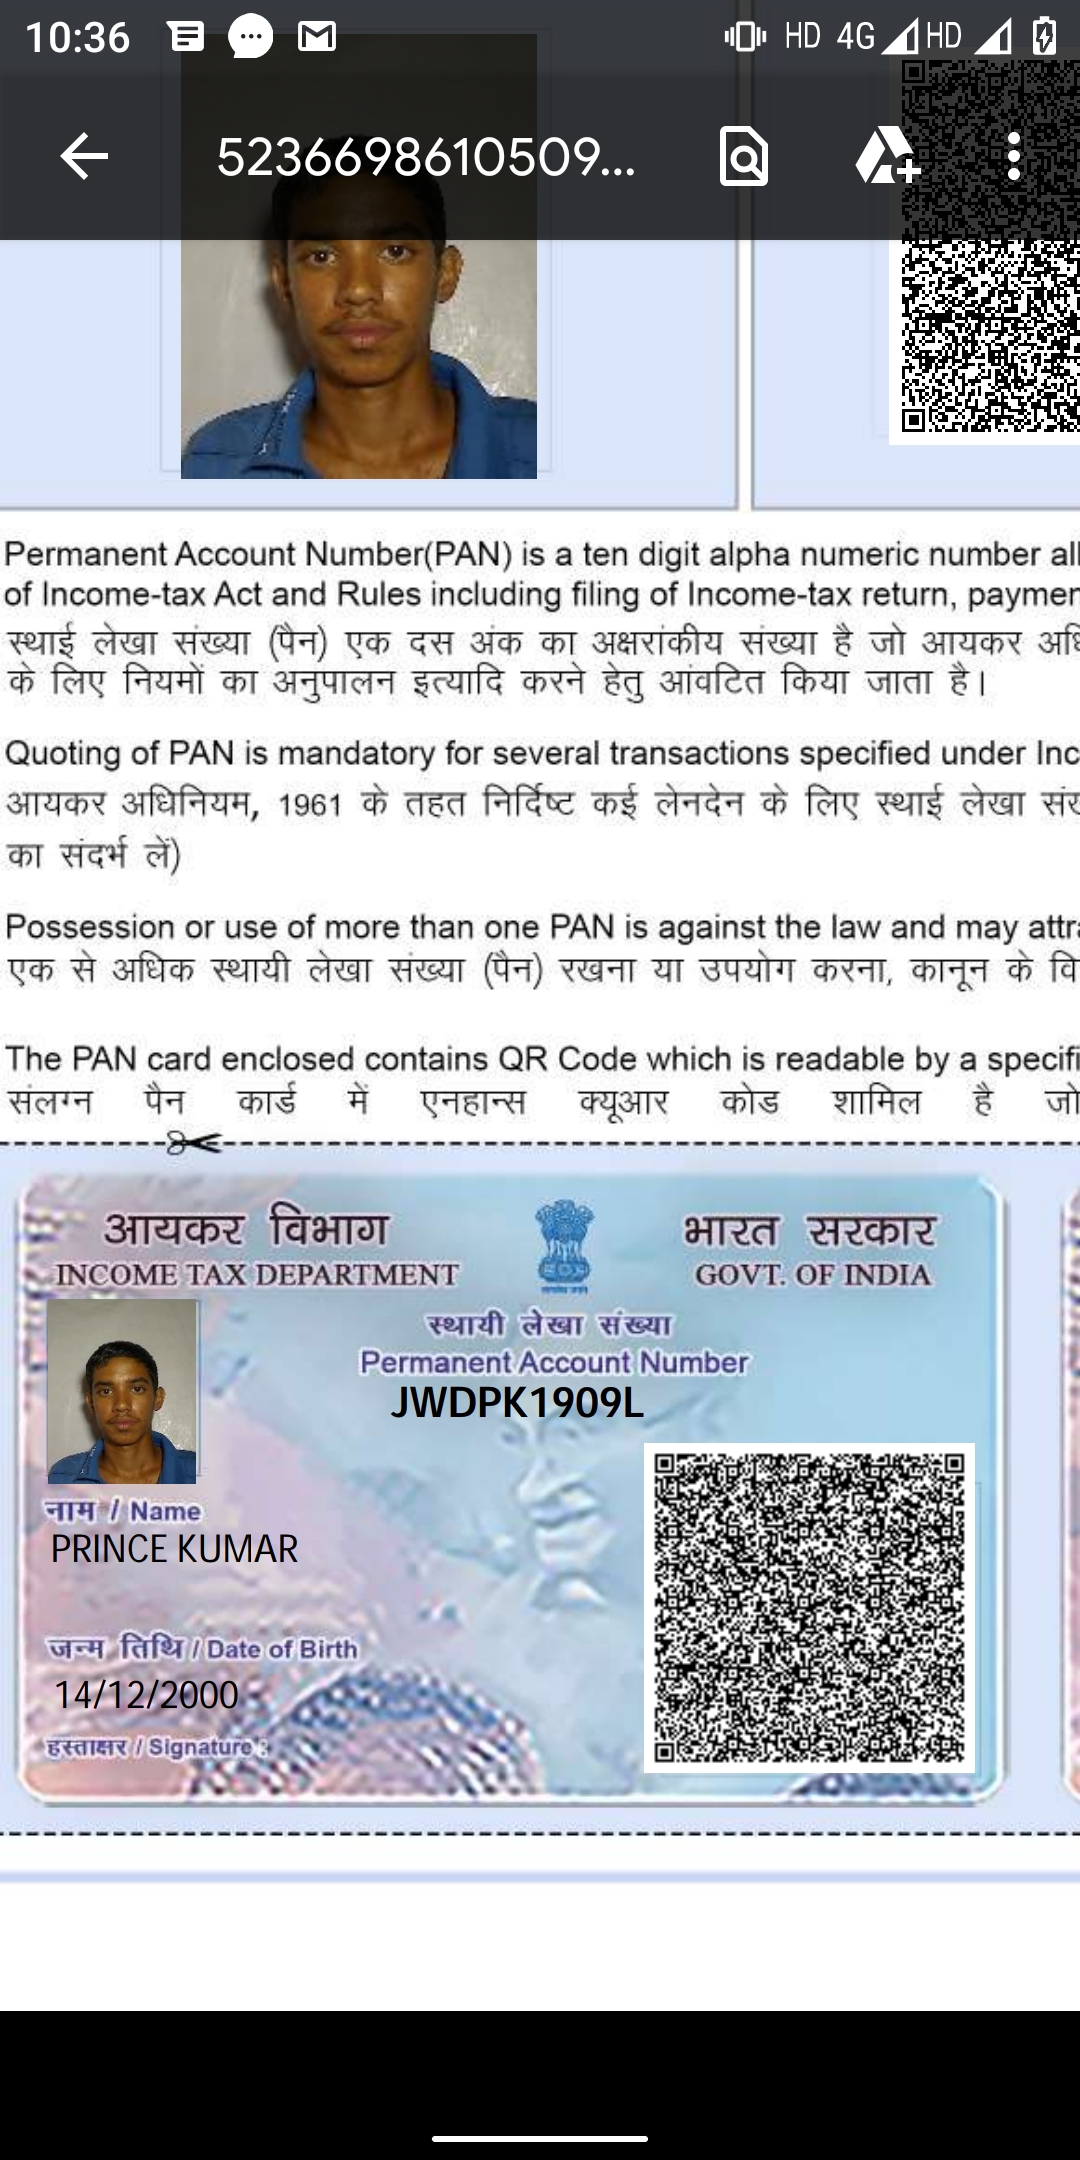 10:36 HD 4G HD
5236698610509...
Permanent Account Number(PAN) is a ten digit alpha numeric number all
of Income-tax Act and Rules including filing of Income-tax return, paymen
स्थाई लेखा संख्या (पैन) एक दस अंक का अक्षरांकीय संख्या है जो आयकर अधि
के लिए नियमों का अनुपालन इत्यादि करने हेतु आंवटित किया जाता है।
Quoting of PAN is mandatory for several transactions specified under Inc
आयकर अधिनियम, 1961 के तहत निर्दिष्ट कई लेनदेन के लिए स्थाई लेखा संख
का संदर्भ लें)
Possession or use of more than one PAN is against the law and may attra
एक से अधिक स्थायी लेखा संख्या (पैन) रखना या उपयोग करना, कानून के वि
The PAN card enclosed contains QR Code which is readable by a specifi
संलग्न पैन कार्ड में एनहान्स क्यूआर कोड शामिल है जो
आयकर विभाग भारत सरकार
INCOME TAX DEPARTMENT GOVT. OF INDIA
स्थायी लेखा संख्या
Permanent Account Number
JWDPK1909L
नाम / Name
PRINCE KUMAR
जन्म तिथि / Date of Birth
14/12/2000
हस्ताक्षर / Signature :